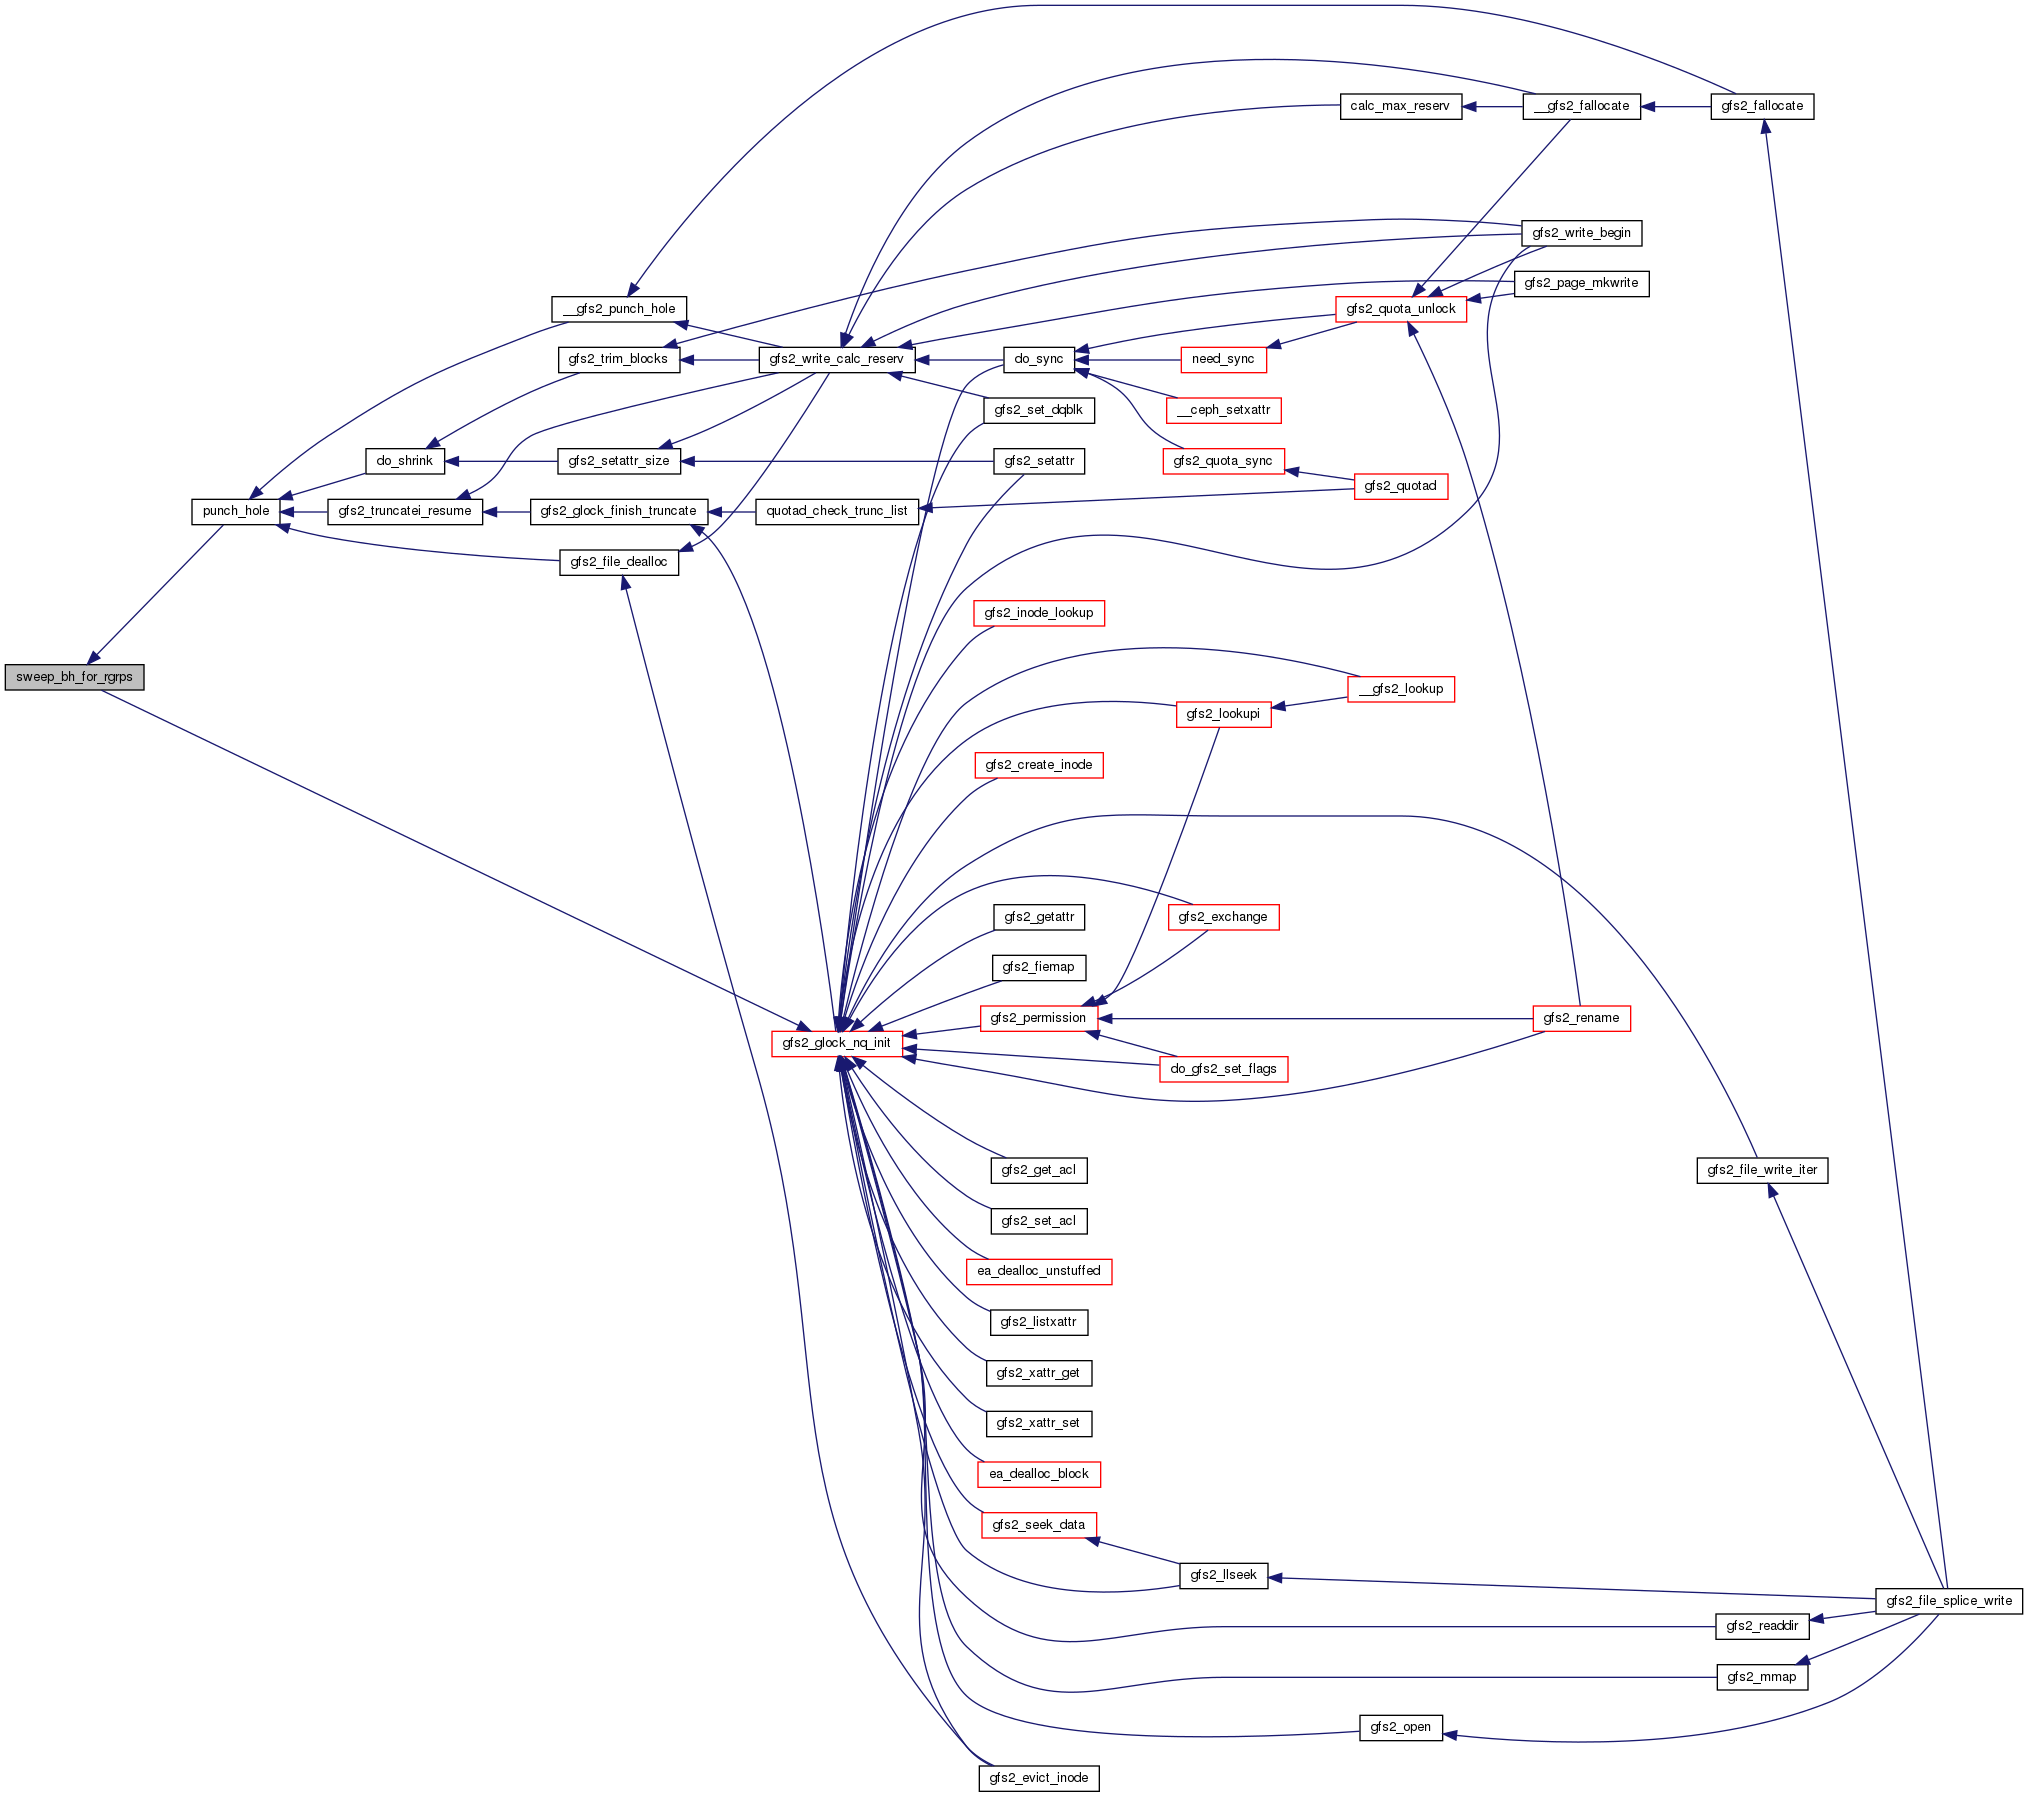 calc_max_reserv
__gfs2_fallocate
gfs2_fallocate
gfs2_write_begin
gfs2_page_mkwrite
__gfs2_punch_hole
gfs2_quota_unlock
gfs2_trim_blocks
gfs2_write_calc_reserv
do_sync
need_sync
gfs2_set_dqblk
__ceph_setxattr
do_shrink
gfs2_setattr_size
gfs2_setattr
gfs2_quota_sync
gfs2_quotad
punch_hole
gfs2_truncatei_resume
gfs2_glock_finish_truncate
quotad_check_trunc_list
gfs2_file_dealloc
gfs2_inode_lookup
sweep_bh_for_rgrps
__gfs2_lookup
gfs2_lookupi
gfs2_create_inode
gfs2_getattr
gfs2_exchange
gfs2_fiemap
gfs2_permission
gfs2_rename
gfs2_glock_nq_init
do_gfs2_set_flags
gfs2_get_acl
gfs2_file_write_iter
gfs2_set_acl
ea_dealloc_unstuffed
gfs2_listxattr
gfs2_xattr_get
gfs2_xattr_set
ea_dealloc_block
gfs2_seek_data
gfs2_llseek
gfs2_file_splice_write
gfs2_readdir
gfs2_mmap
gfs2_open
gfs2_evict_inode